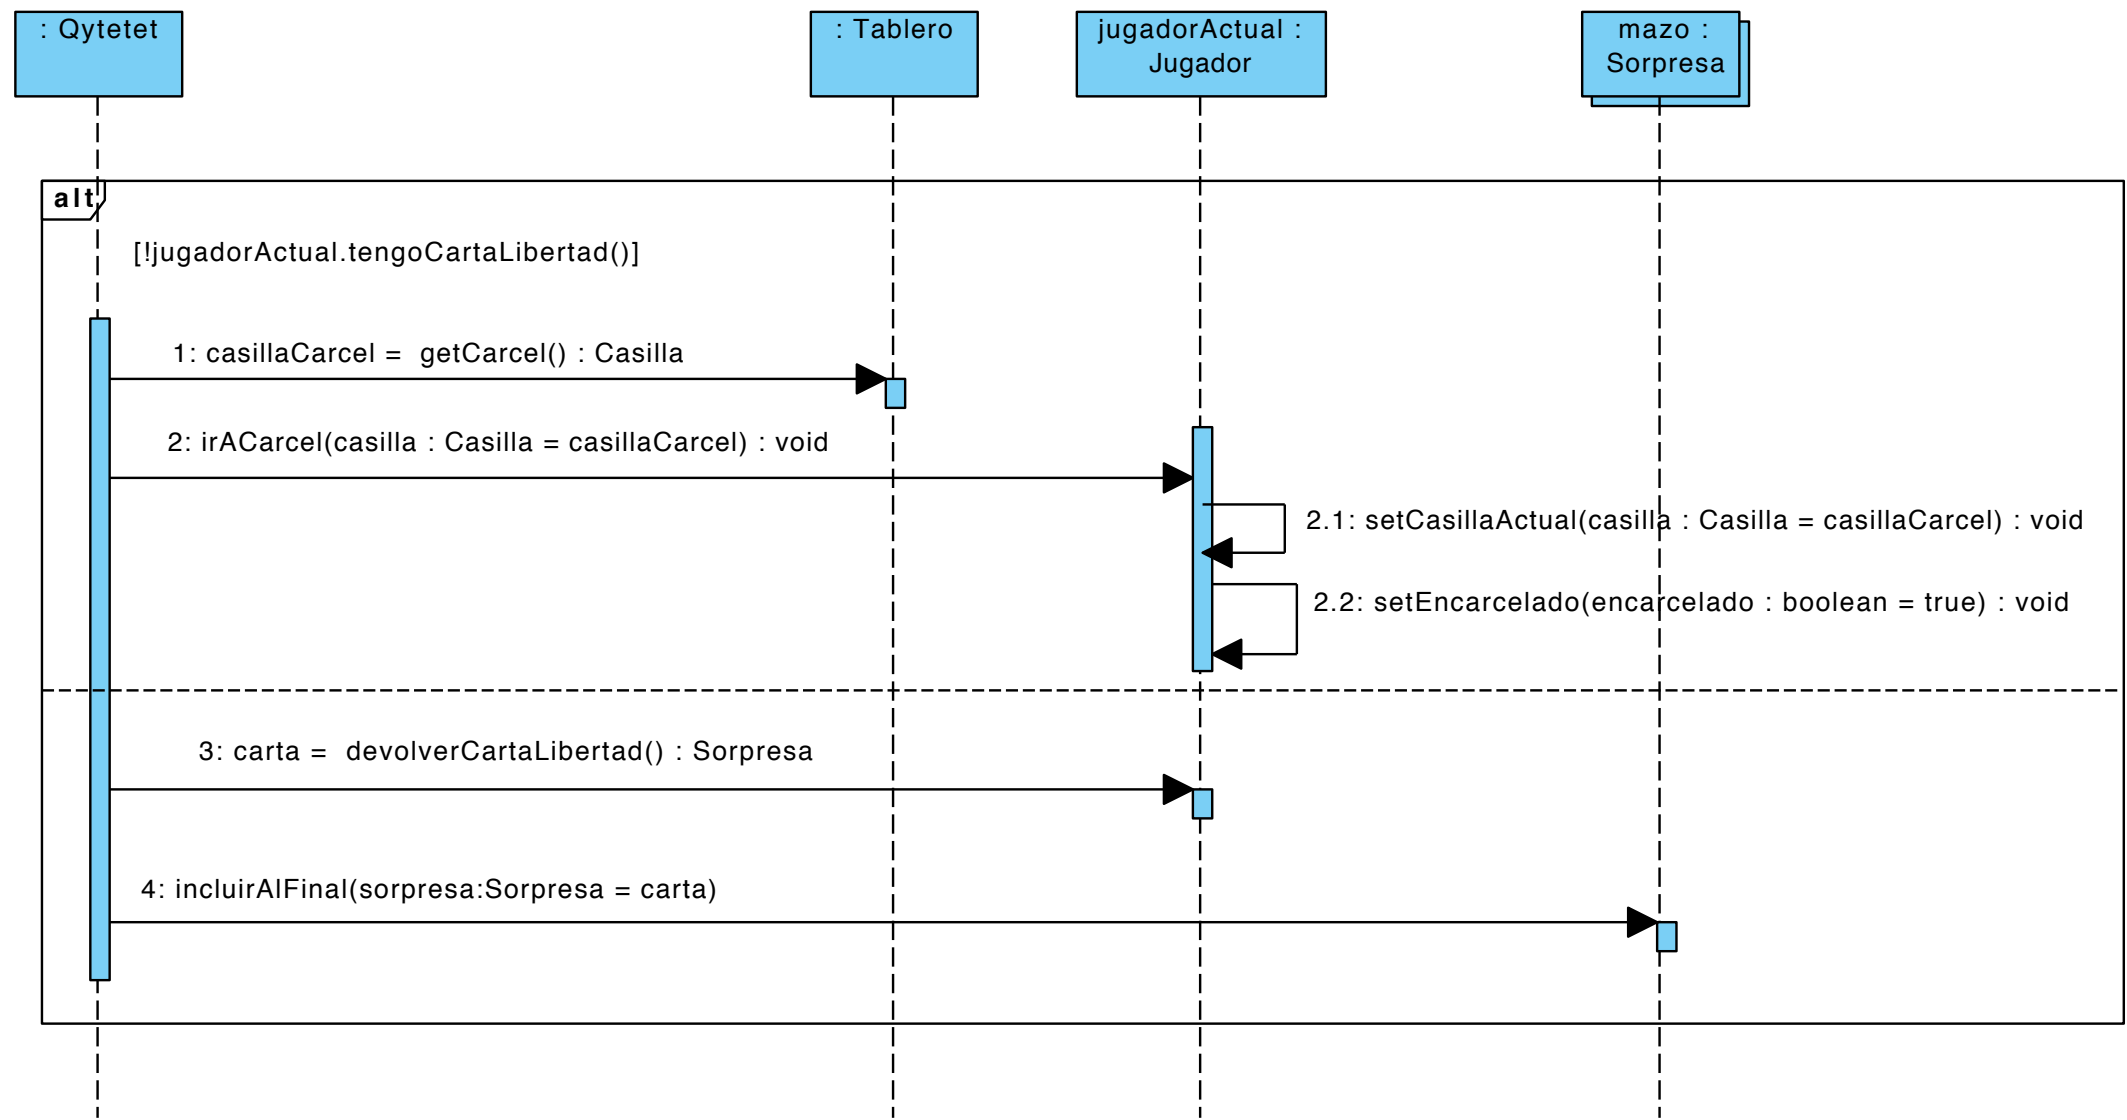 : Qytetet
: Tablero
jugadorActual :
Jugador
mazo :
Sorpresa
alt
[!jugadorActual.tengoCartaLibertad()]
1: casillaCarcel =  getCarcel() : Casilla
2: irACarcel(casilla : Casilla = casillaCarcel) : void
2.1: setCasillaActual(casilla : Casilla = casillaCarcel) : void
2.2: setEncarcelado(encarcelado : boolean = true) : void
3: carta =  devolverCartaLibertad() : Sorpresa
4: incluirAlFinal(sorpresa:Sorpresa = carta)